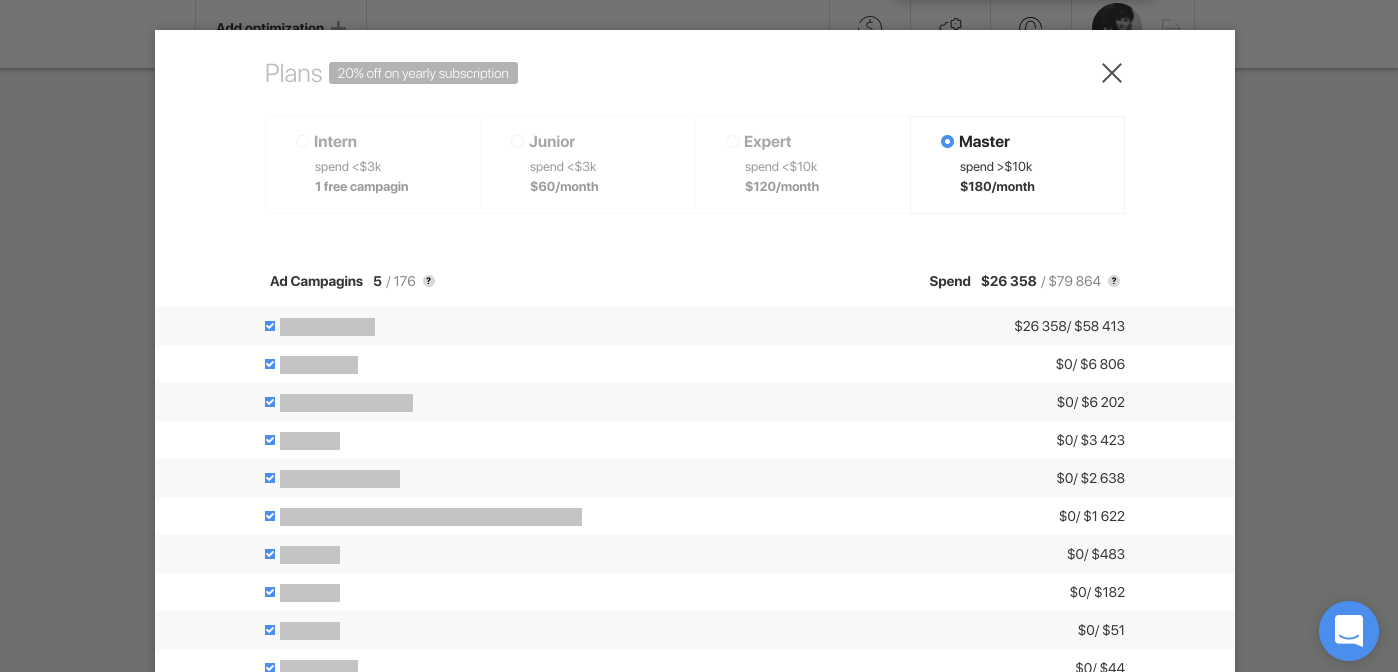 Add optimization
Plans 20% off on yearly subscription
Intern
spend <$3k
1 free campagin
Junior
spend <$3k
$60/month
Expert
spend <$10k
$120/month
Master
spend >$10k
$180/month
Ad Campagins 5 / 176 ?
Spend $26 358 / $79 864 ?
$26 358/ $58 413
$0/ $6 806
$0/ $6 202
$0/ $3 423
$0/ $2 638
$0/ $1 622
$0/ $483
$0/ $182
$0/ $51
$0/ $44